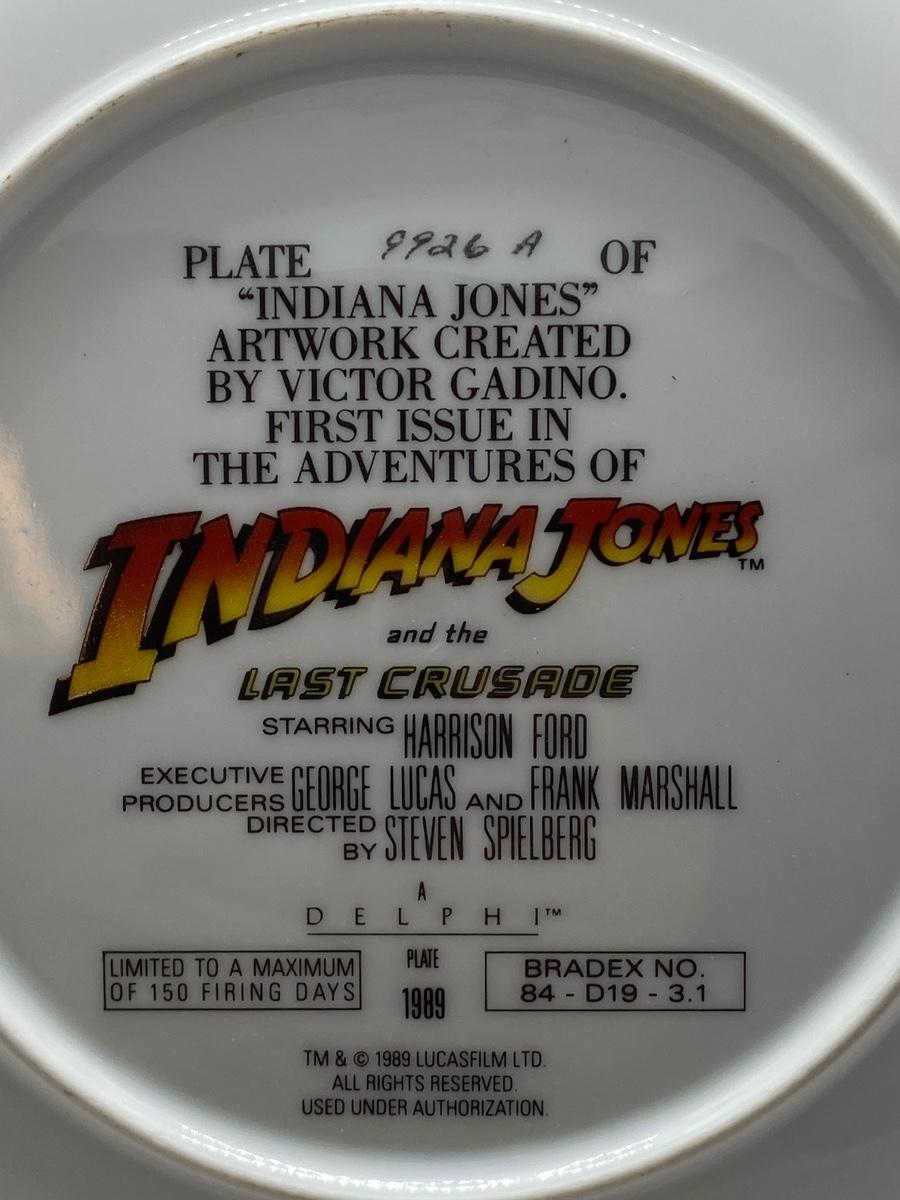 PLATE 9926 A OF
“INDIANA JONES”
ARTWORK CREATED
BY VICTOR GADINO.
FIRST ISSUE IN
THE ADVENTURES OF
INDIANA JONES™
and the
LAST CRUSADE
STARRING HARRISON FORD
EXECUTIVE PRODUCERS GEORGE LUCAS AND FRANK MARSHALL
DIRECTED BY STEVEN SPIELBERG
A
DELPHI™
PLATE
1989
LIMITED TO A MAXIMUM
OF 150 FIRING DAYS
BRADEX NO.
84 - D19 - 3.1
TM & © 1989 LUCASFILM LTD.
ALL RIGHTS RESERVED.
USED UNDER AUTHORIZATION.